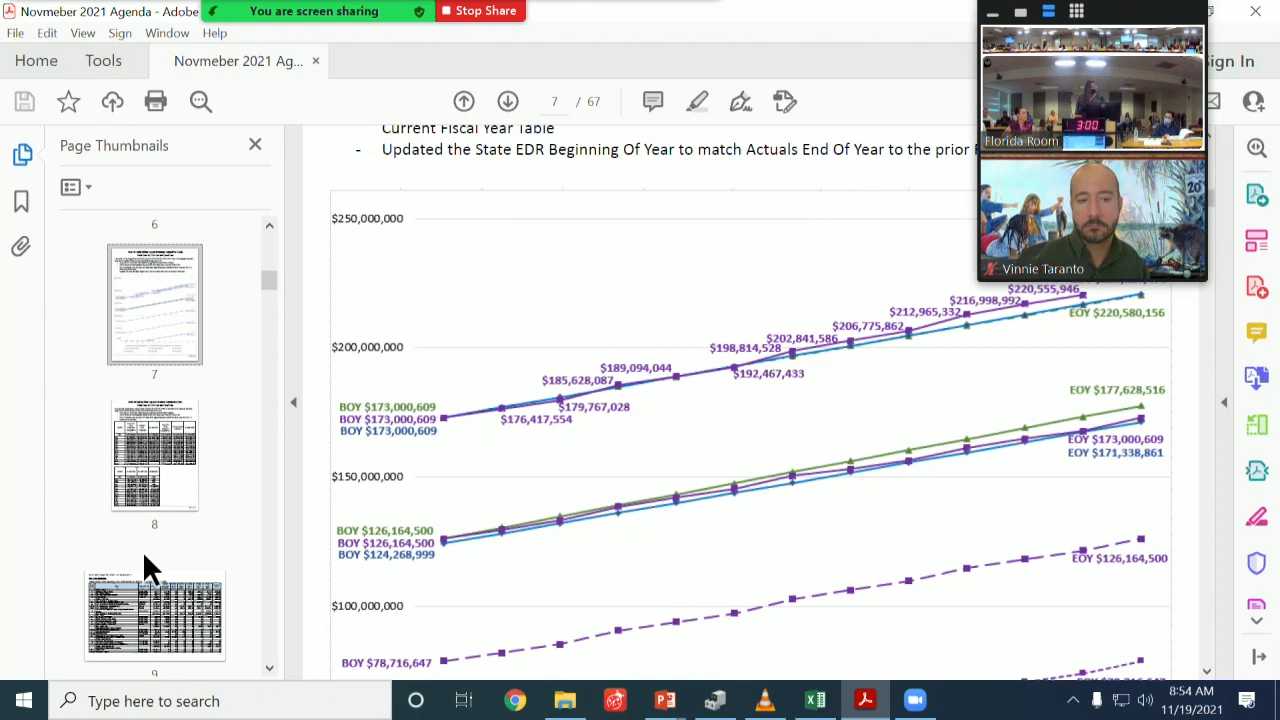 Novmeber 2021 Agenda - Adobe
You are screen sharing
Stop Share
File Edit View Sign Window Help
Home Tools Novmeber 2021 Ag... ×
Sign In
7 / 67
Page Thumbnails
6
7
8
9
Current Fiscal Year Table
Updated the State EDR Beginning Of Year to match Actuals End Of Year to the prior
Florida Room
3:00
20
Vinnie Taranto
$250,000,000
$220,555,946
$216,998,992
$212,965,332
EOY $220,580,156
$206,775,862
$202,841,586
$198,814,528
$200,000,000
$189,094,044
$192,467,433
$185,628,087
EOY $177,628,516
BOY $173,000,609
$179,767,028
BOY $173,000,609
$176,417,554
BOY $173,000,609
EOY $173,000,609
EOY $171,338,861
$150,000,000
BOY $126,164,500
BOY $126,164,500
BOY $124,268,999
EOY $126,164,500
$100,000,000
BOY $78,716,647
Type here to search
8:54 AM
11/19/2021